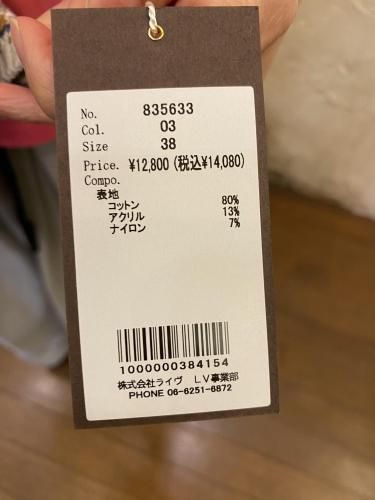 No. 835633
Col. 03
Size 38
Price. ¥12,800(税込¥14,080)
Compo.
表地
コットン 80%
アクリル 13%
ナイロン 7%
1000000384154
株式会社ライヴ LV事業部
PHONE 06-6251-6872